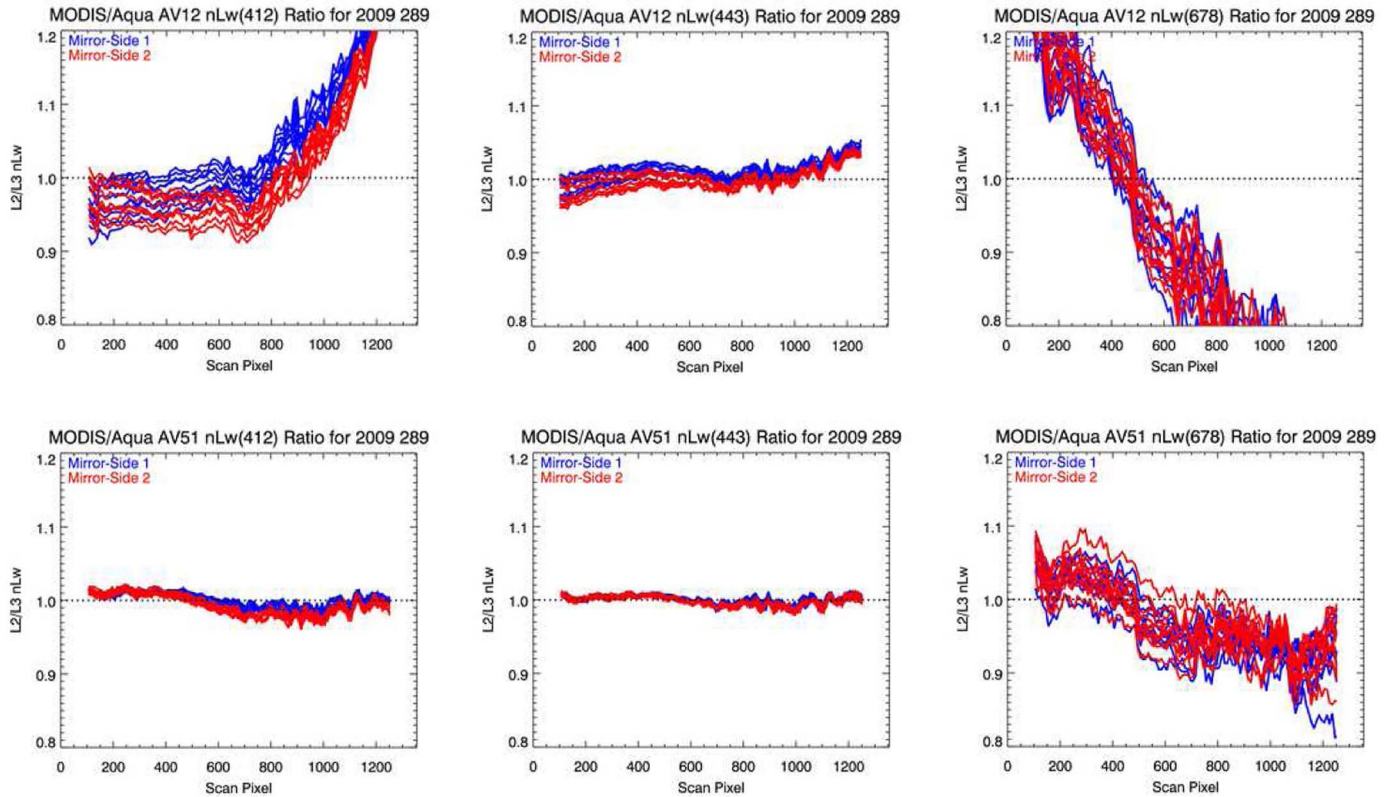 MODIS/Aqua AV12 nLw(412) Ratio for 2009 289
Mirror-Side 1
Mirror-Side 2
1.2
1.1
1.0
0.9
0.8
L2/L3 nLw
0 200 400 600 800 1000 1200
Scan Pixel
MODIS/Aqua AV12 nLw(443) Ratio for 2009 289
Mirror-Side 1
Mirror-Side 2
1.2
1.1
1.0
0.9
0.8
L2/L3 nLw
0 200 400 600 800 1000 1200
Scan Pixel
MODIS/Aqua AV12 nLw(678) Ratio for 2009 289
Mirror-Side 1
Mirror-Side 2
1.2
1.1
1.0
0.9
0.8
L2/L3 nLw
0 200 400 600 800 1000 1200
Scan Pixel
MODIS/Aqua AV51 nLw(412) Ratio for 2009 289
Mirror-Side 1
Mirror-Side 2
1.2
1.1
1.0
0.9
0.8
L2/L3 nLw
0 200 400 600 800 1000 1200
Scan Pixel
MODIS/Aqua AV51 nLw(443) Ratio for 2009 289
Mirror-Side 1
Mirror-Side 2
1.2
1.1
1.0
0.9
0.8
L2/L3 nLw
0 200 400 600 800 1000 1200
Scan Pixel
MODIS/Aqua AV51 nLw(678) Ratio for 2009 289
Mirror-Side 1
Mirror-Side 2
1.2
1.1
1.0
0.9
0.8
L2/L3 nLw
0 200 400 600 800 1000 1200
Scan Pixel